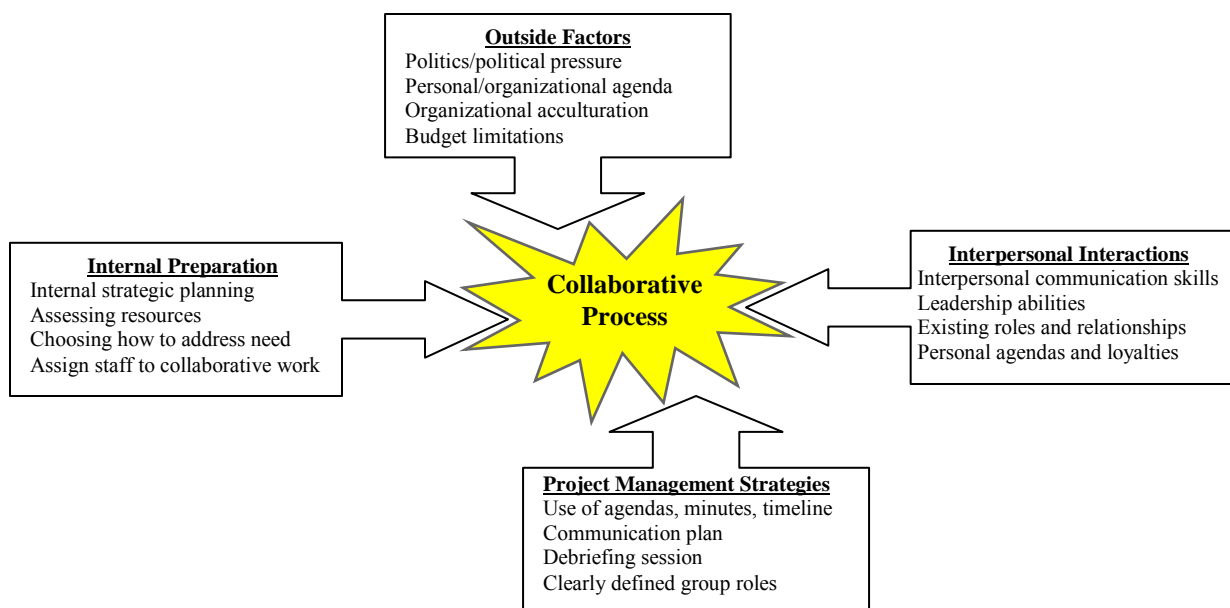 Outside Factors
Politics/political pressure
Personal/organizational agenda
Organizational acculturation
Budget limitations
Internal Preparation
Internal strategic planning
Assessing resources
Choosing how to address need
Assign staff to collaborative work
Collaborative
Process
Interpersonal Interactions
Interpersonal communication skills
Leadership abilities
Existing roles and relationships
Personal agendas and loyalties
Project Management Strategies
Use of agendas, minutes, timeline
Communication plan
Debriefing session
Clearly defined group roles